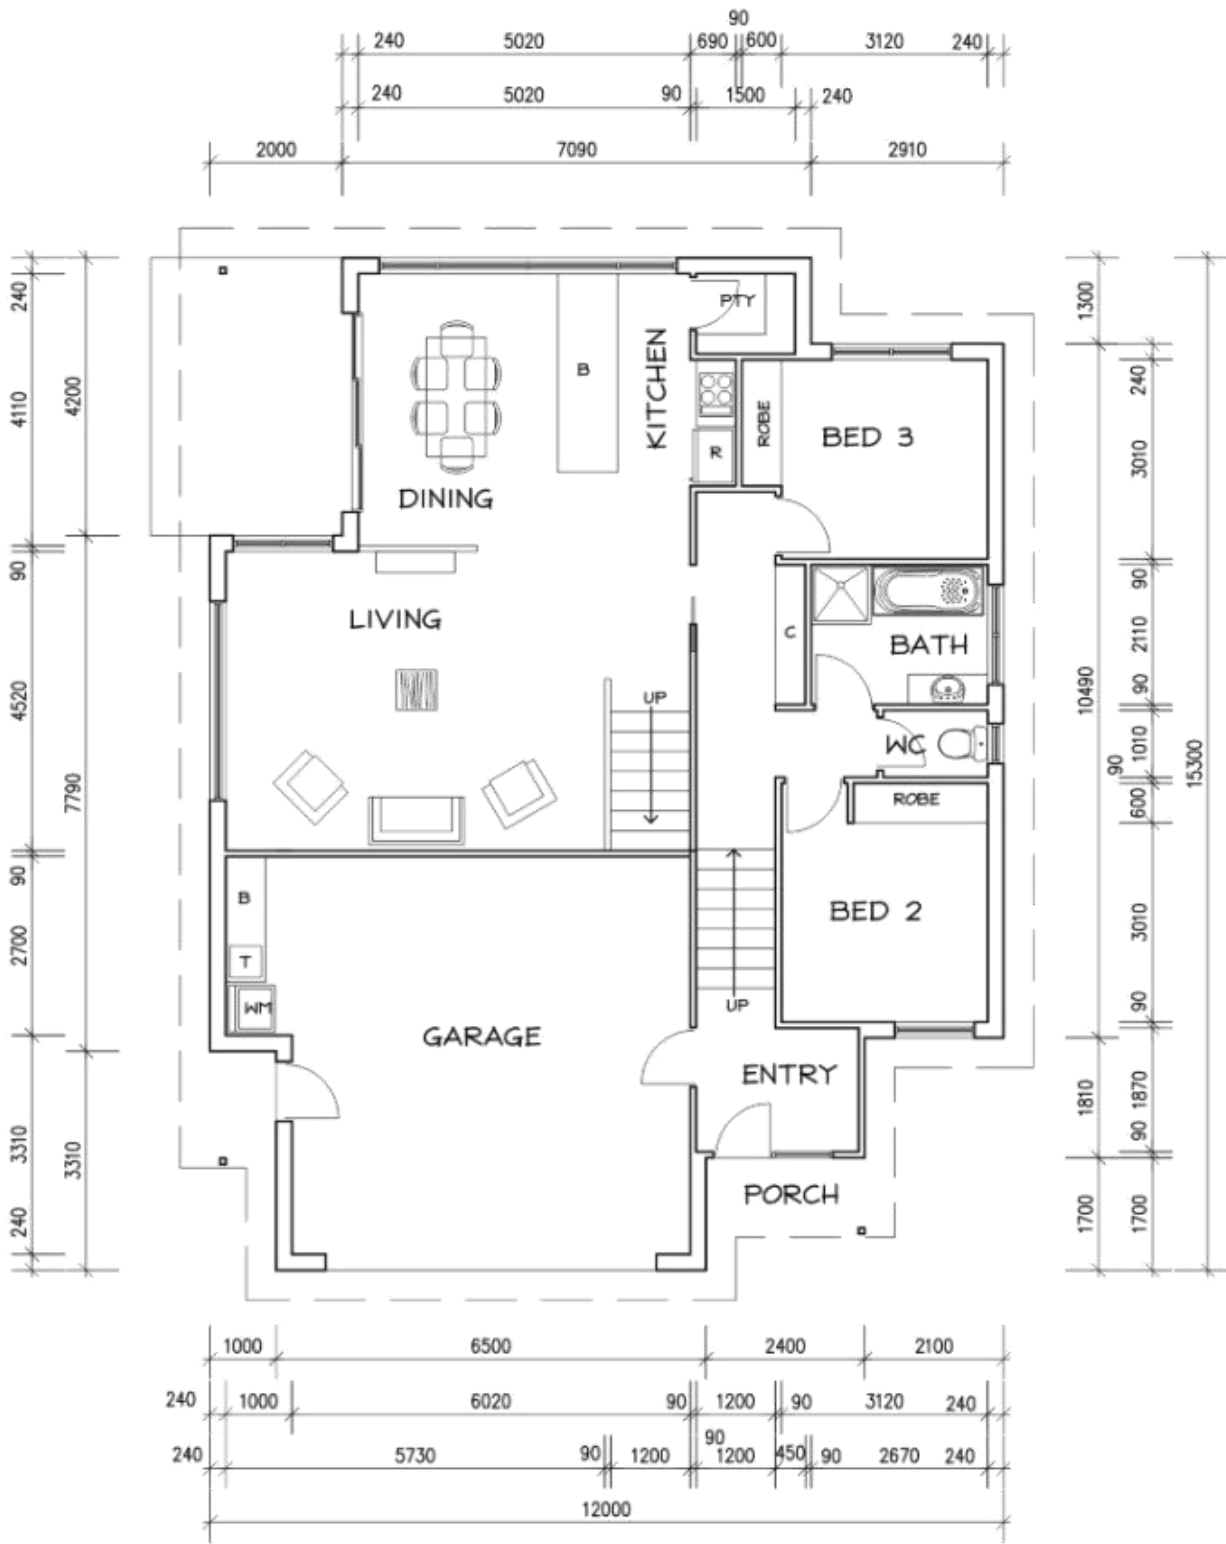 90
240 5020 690 600 3120 240
240 5020 90 1500 240
2000 7090 2910
240
4110
90
4520
90
2700
3310
240
4200
7790
3310
PTY
KITCHEN
B
ROBE
BED 3
R
DINING
LIVING
C
BATH
UP
WC
ROBE
B
BED 2
T
WM
UP
GARAGE
ENTRY
PORCH
1300
10490
1810
1700
240
3010
90
2110
90
1010
90
600
3010
90
1870
90
1700
15300
1000 6500 2400 2100
240 1000 6020 90 1200 90 3120 240
90
240 5730 90 1200 1200 450 90 2670 240
12000